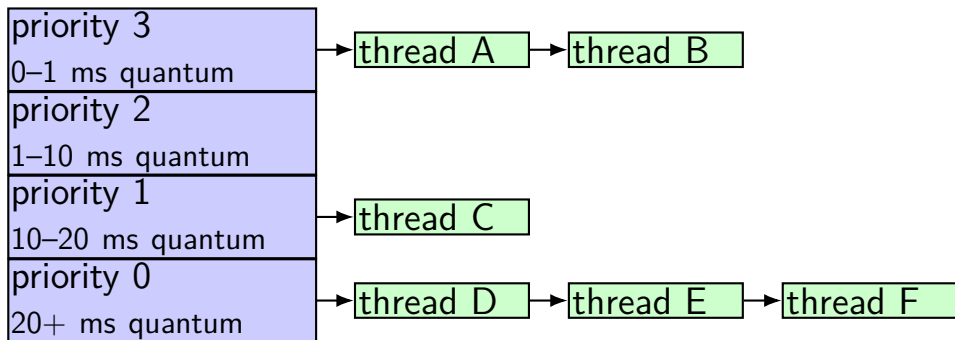 priority 3
0–1 ms quantum
thread A
thread B
priority 2
1–10 ms quantum
priority 1
10–20 ms quantum
thread C
priority 0
20+ ms quantum
thread D
thread E
thread F